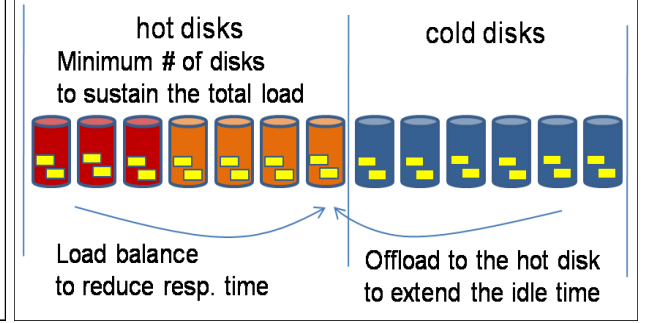 hot disks
Minimum # of disks
to sustain the total load
cold disks
Load balance
to reduce resp. time
Offload to the hot disk
to extend the idle time